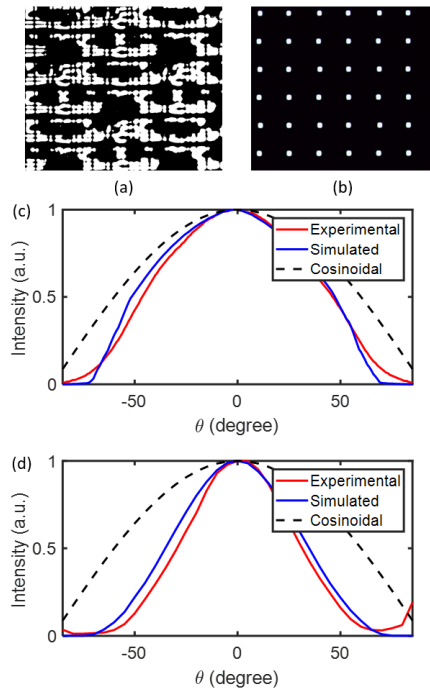 (a)
(b)
(c)
Intensity (a.u.)
1
0.5
0
Experimental
Simulated
Cosinoidal
-50
0
50
θ (degree)
(d)
Intensity (a.u.)
1
0.5
0
Experimental
Simulated
Cosinoidal
-50
0
50
θ (degree)